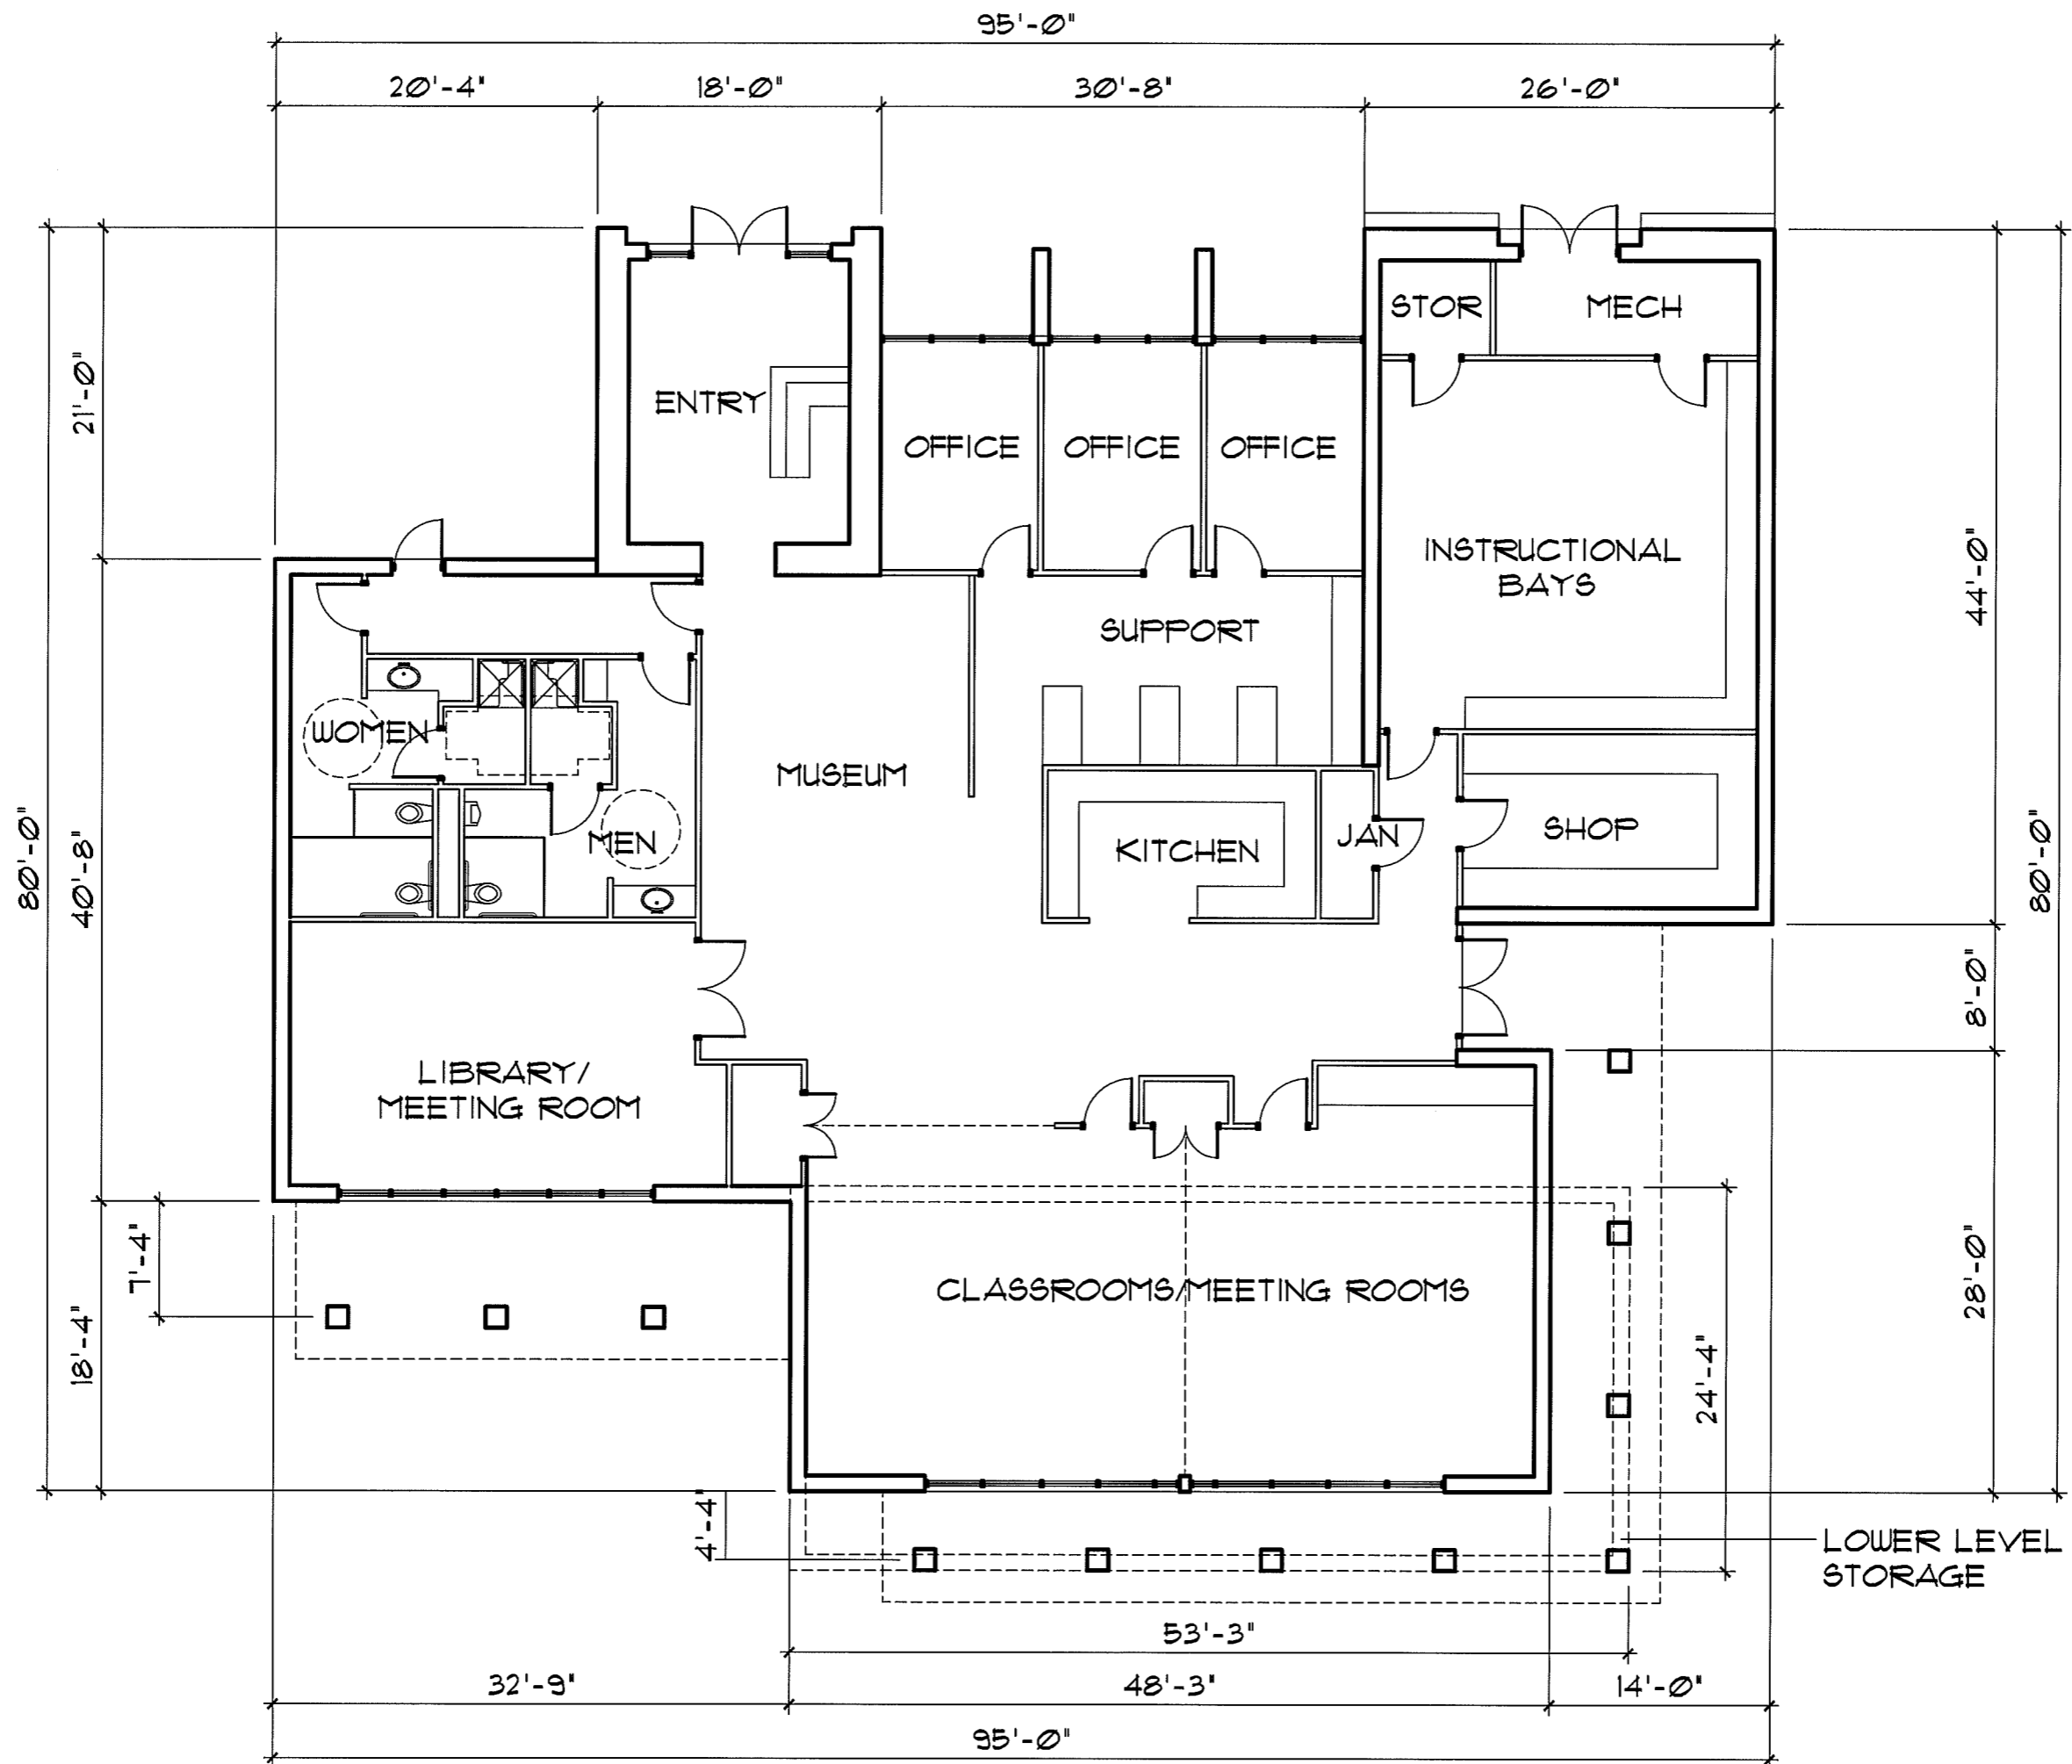 95'-0"
20'-4"
18'-0"
30'-8"
26'-0"
STOR
MECH
21'-0"
ENTRY
OFFICE
OFFICE
OFFICE
INSTRUCTIONAL
BAYS
44'-0"
SUPPORT
WOMEN
MUSEUM
MEN
KITCHEN
JAN
SHOP
80'-0"
40'-8"
80'-0"
8'-0"
LIBRARY/
MEETING ROOM
7'-4"
18'-4"
CLASSROOMS/MEETING ROOMS
28'-0"
24'-4"
4'-4"
LOWER LEVEL
STORAGE
53'-3"
32'-9"
48'-3"
14'-0"
95'-0"